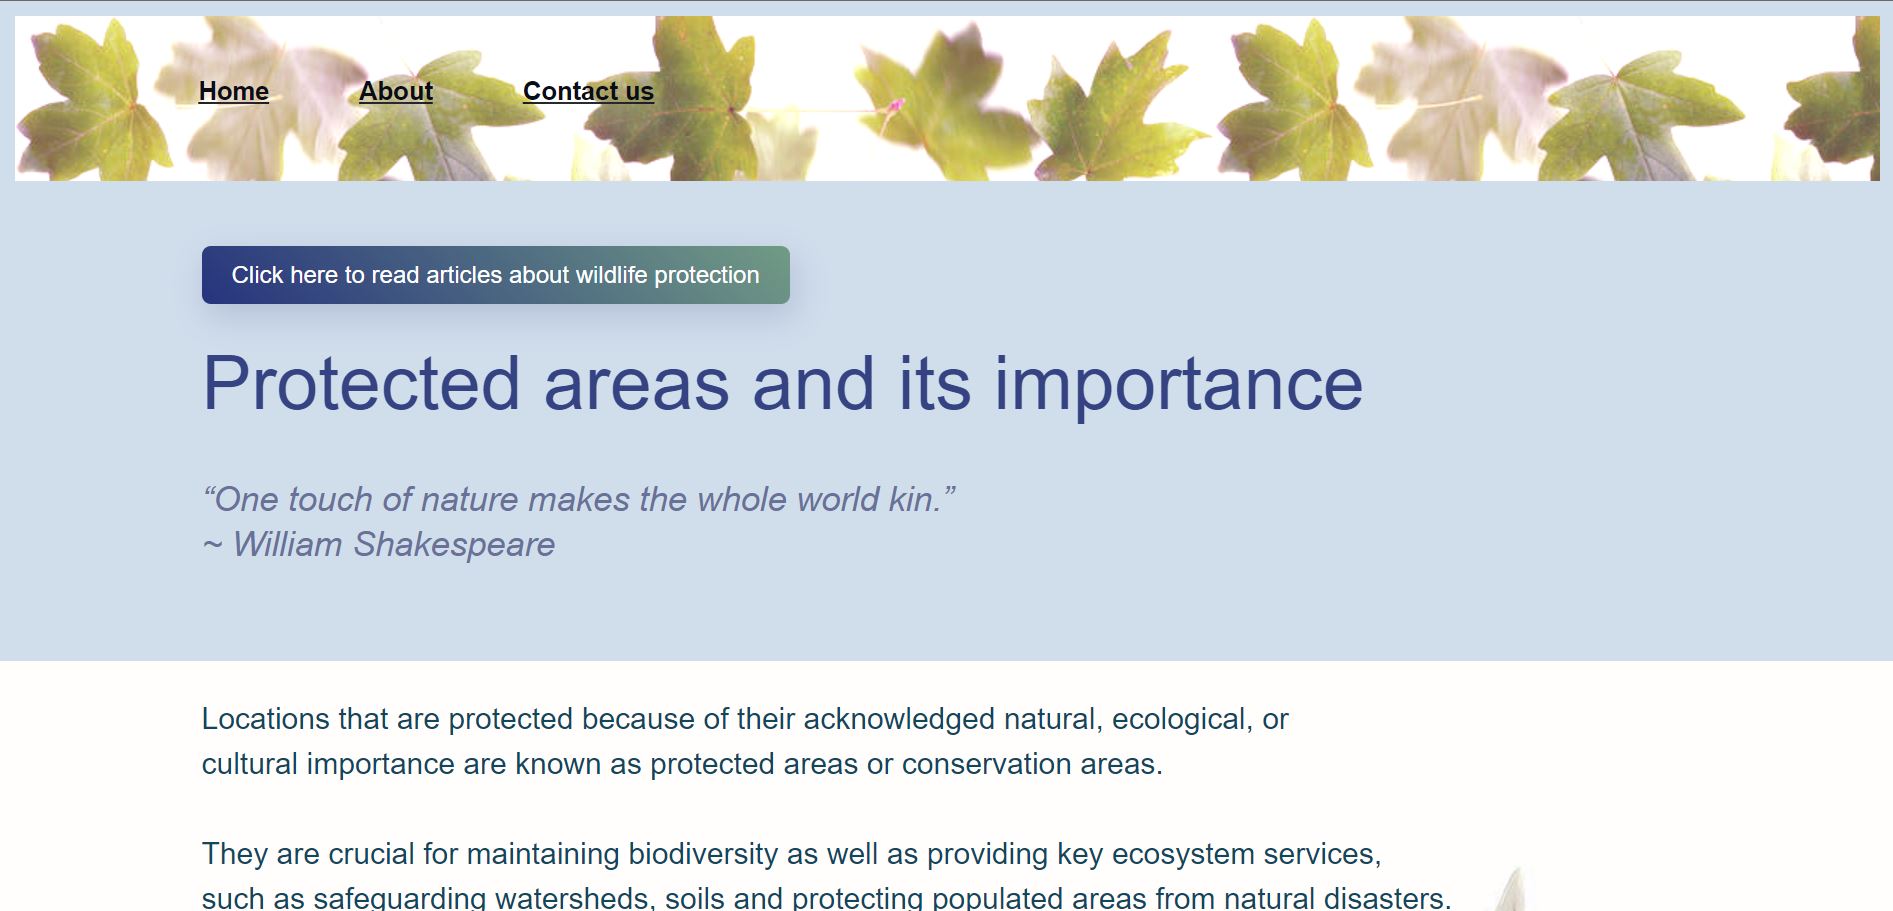 Home About Contact us
Click here to read articles about wildlife protection
Protected areas and its importance
“One touch of nature makes the whole world kin.”
~ William Shakespeare
Locations that are protected because of their acknowledged natural, ecological, or
cultural importance are known as protected areas or conservation areas.
They are crucial for maintaining biodiversity as well as providing key ecosystem services,
such as safeguarding watersheds, soils and protecting populated areas from natural disasters.